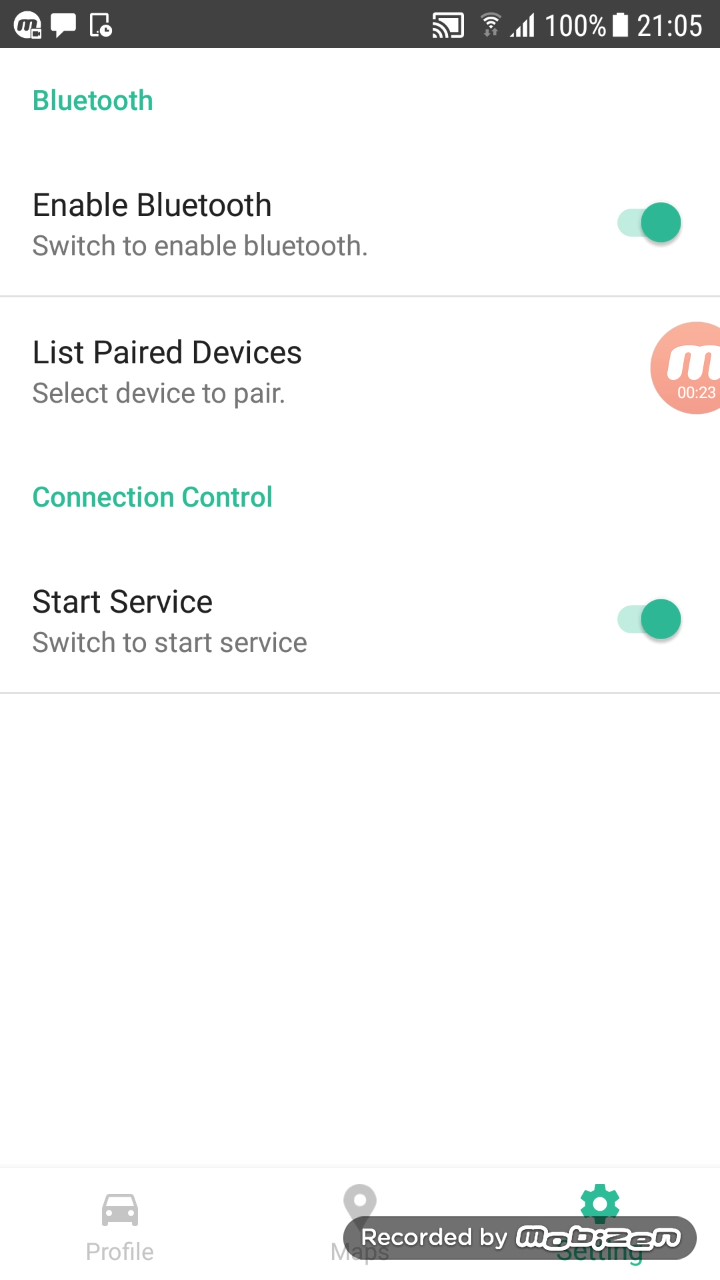 100% 21:05
Bluetooth
Enable Bluetooth
Switch to enable bluetooth.
List Paired Devices
Select device to pair.
00:23
Connection Control
Start Service
Switch to start service
Profile
Maps
Setting
Recorded by mobizen